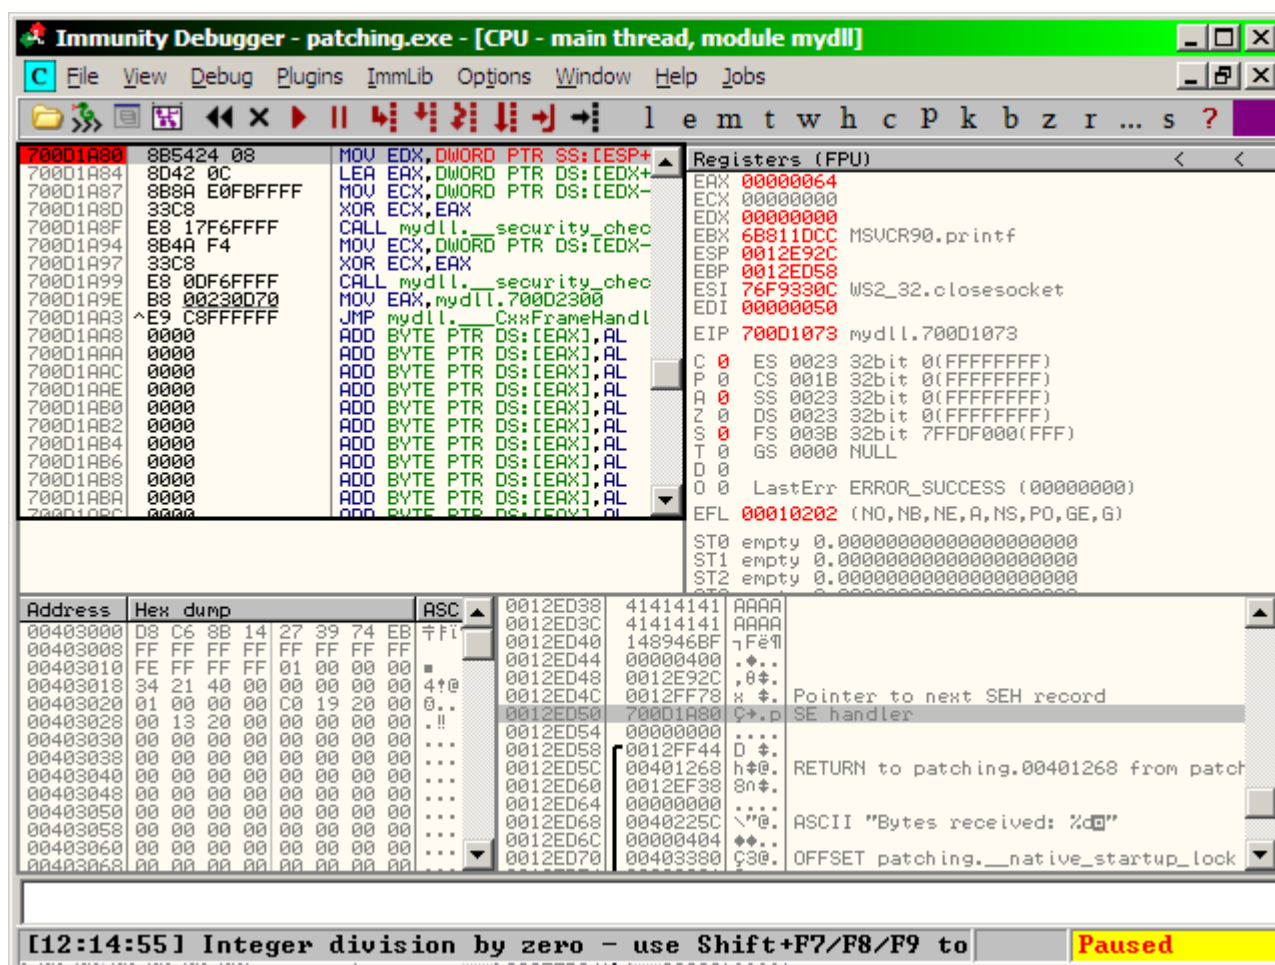 Immunity Debugger - patching.exe - [CPU - main thread, module mydll]
C File View Debug Plugins ImmLib Options Window Help Jobs
l e m t w h c P k b z r ... s ?
700D1A80 8B5424 08 MOV EDX,DWORD PTR SS:[ESP+
700D1A84 8D42 0C LEA EAX,DWORD PTR DS:[EDX+
700D1A87 8B8A E0FBFFFF MOV ECX,DWORD PTR DS:[EDX-
700D1A8D 33C8 XOR ECX,EAX
700D1A8F E8 17F6FFFF CALL mydll.__security_chec
700D1A94 8B4A F4 MOV ECX,DWORD PTR DS:[EDX-
700D1A97 33C8 XOR ECX,EAX
700D1A99 E8 0DF6FFFF CALL mydll.__security_chec
700D1A9E B8 00230D70 MOV EAX,mydll.700D2300
700D1AA3 ^E9 C8FFFFFF JMP mydll.___CxxFrameHandl
700D1AA8 0000 ADD BYTE PTR DS:[EAX],AL
700D1AAA 0000 ADD BYTE PTR DS:[EAX],AL
700D1AAC 0000 ADD BYTE PTR DS:[EAX],AL
700D1AAE 0000 ADD BYTE PTR DS:[EAX],AL
700D1AB0 0000 ADD BYTE PTR DS:[EAX],AL
700D1AB2 0000 ADD BYTE PTR DS:[EAX],AL
700D1AB4 0000 ADD BYTE PTR DS:[EAX],AL
700D1AB6 0000 ADD BYTE PTR DS:[EAX],AL
700D1AB8 0000 ADD BYTE PTR DS:[EAX],AL
700D1ABA 0000 ADD BYTE PTR DS:[EAX],AL
700D1ABC 0000 ADD BYTE PTR DS:[EAX],AL
Registers (FPU) < <
EAX 00000064
ECX 00000000
EDX 00000000
EBX 6B811DCC MSVCR90.printf
ESP 0012E92C
EBP 0012ED58
ESI 76F9330C WS2_32.closesocket
EDI 00000050
EIP 700D1073 mydll.700D1073
C 0 ES 0023 32bit 0(FFFFFFFF)
P 0 CS 001B 32bit 0(FFFFFFFF)
A 0 SS 0023 32bit 0(FFFFFFFF)
Z 0 DS 0023 32bit 0(FFFFFFFF)
S 0 FS 003B 32bit 7FFDF000(FFF)
T 0 GS 0000 NULL
D 0
O 0 LastErr ERROR_SUCCESS (00000000)
EFL 00010202 (NO,NB,NE,A,NS,PO,GE,G)
ST0 empty 0.0000000000000000000
ST1 empty 0.0000000000000000000
ST2 empty 0.0000000000000000000
Address Hex dump ASC
00403000 D8 C6 8B 14 27 39 74 EB
00403008 FF FF FF FF FF FF FF FF
00403010 FE FF FF FF 01 00 00 00
00403018 34 21 40 00 00 00 00 00 4!@
00403020 01 00 00 00 C0 19 20 00
00403028 00 13 20 00 00 00 00 00 .‼
00403030 00 00 00 00 00 00 00 00 ...
00403038 00 00 00 00 00 00 00 00 ...
00403040 00 00 00 00 00 00 00 00 ...
00403048 00 00 00 00 00 00 00 00 ...
00403050 00 00 00 00 00 00 00 00 ...
00403058 00 00 00 00 00 00 00 00 ...
00403060 00 00 00 00 00 00 00 00 ...
00403068 00 00 00 00 00 00 00 00 ...
0012ED38 41414141 AAAA
0012ED3C 41414141 AAAA
0012ED40 148946BF ┐Fë¶
0012ED44 00000400 .♦..
0012ED48 0012E92C ,θ↕.
0012ED4C 0012FF78 x ↕. Pointer to next SEH record
0012ED50 700D1A80 Ç→.p SE handler
0012ED54 00000000 ....
0012ED58 0012FF44 D ↕.
0012ED5C 00401268 h↕@. RETURN to patching.00401268 from patch
0012ED60 0012EF38 8∩↕.
0012ED64 00000000 ....
0012ED68 0040225C \"@. ASCII "Bytes received: %d◙"
0012ED6C 00000404 ♦♦..
0012ED70 00403380 Ç3@. OFFSET patching.__native_startup_lock
[12:14:55] Integer division by zero - use Shift+F7/F8/F9 to
Paused